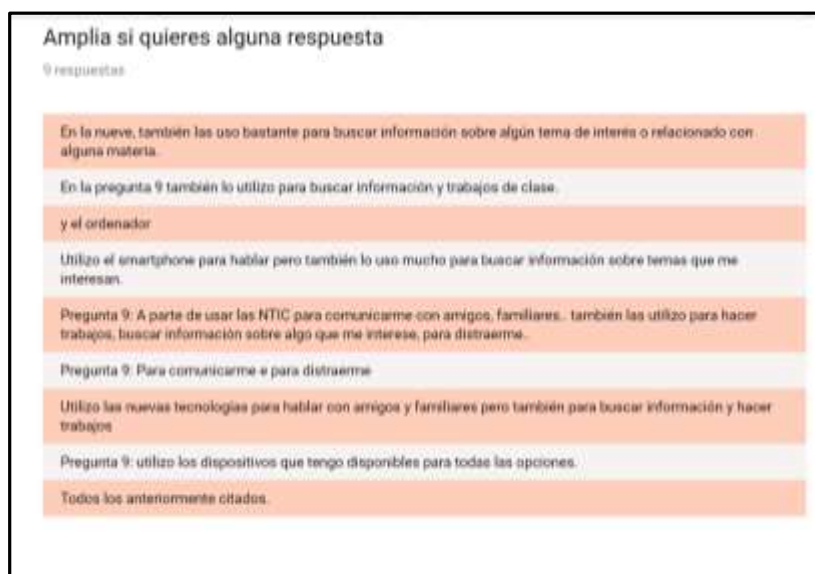 Amplia si quieres alguna respuesta
9 respuestas
En la nueve, también las uso bastante para buscar información sobre algún tema de interés o relacionado con
alguna materia.
En la pregunta 9 también lo utilizo para buscar información y trabajos de clase.
y el ordenador
Utilizo el smartphone para hablar pero también lo uso mucho para buscar información sobre temas que me
interesan.
Pregunta 9: A parte de usar las NTIC para comunicarme con amigos, familiares.. también las utilizo para hacer
trabajos, buscar información sobre algo que me interese, para distraerme..
Pregunta 9: Para comunicarme e para distraerme
Utilizo las nuevas tecnologías para hablar con amigos y familiares pero también para buscar información y hacer
trabajos
Pregunta 9: utilizo los dispositivos que tengo disponibles para todas las opciones.
Todos los anteriormente citados.